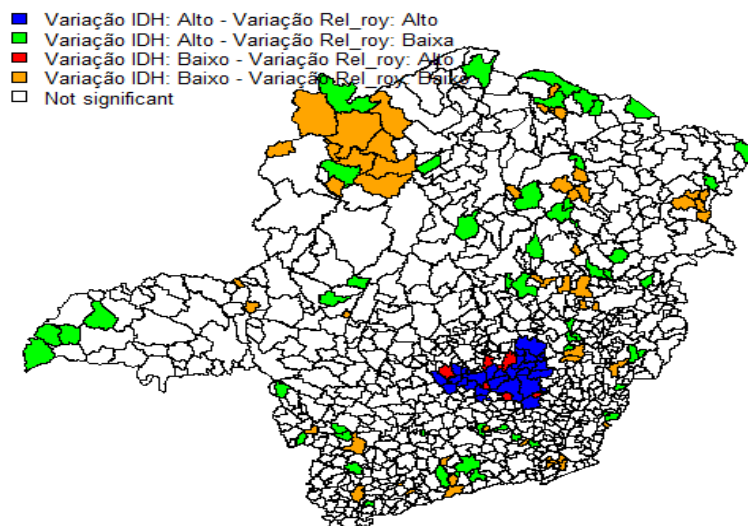 Variação IDH: Alto - Variação Rel_roy: Alto
Variação IDH: Alto - Variação Rel_roy: Baixa
Variação IDH: Baixo - Variação Rel_roy: Alto
Variação IDH: Baixo - Variação Rel_roy: Baixo
Not significant